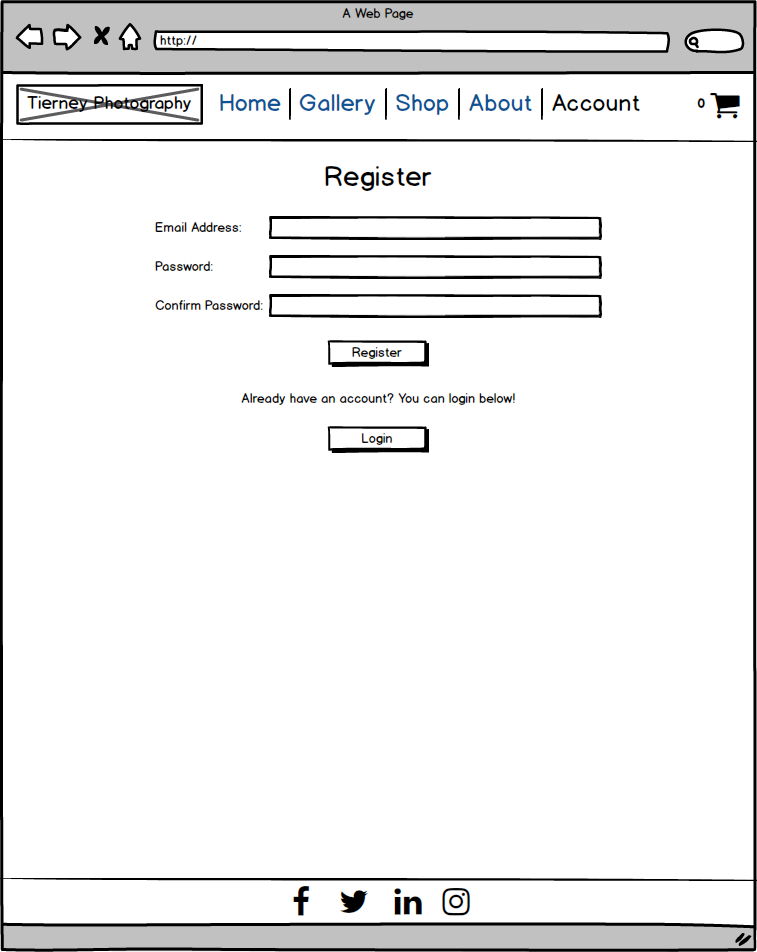 A Web Page
http://
Tierney Photography Home Gallery Shop About Account 0
Register
Email Address:
Password:
Confirm Password:
Register
Already have an account? You can login below!
Login